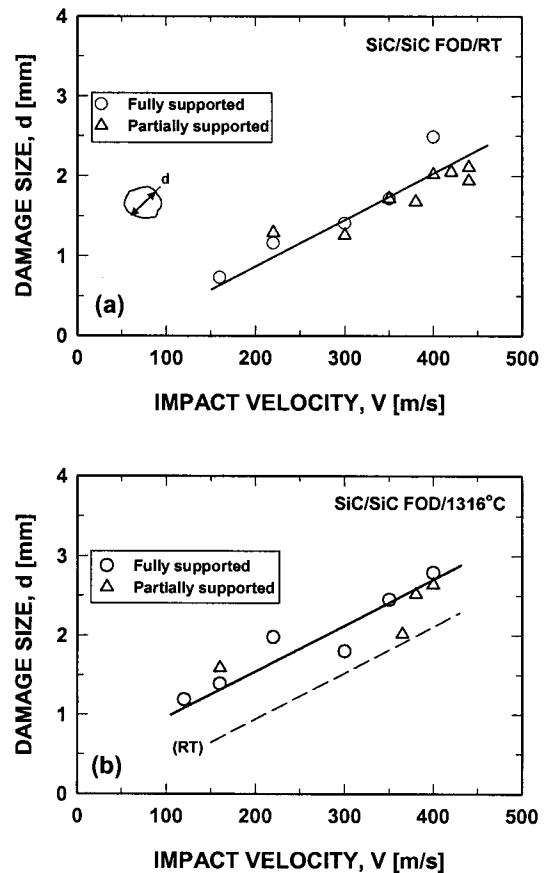 4
3
2
1
0
DAMAGE SIZE, d [mm]
SiC/SiC FOD/RT
Fully supported
Partially supported
d
(a)
0 100 200 300 400 500
IMPACT VELOCITY, V [m/s]
4
3
2
1
0
DAMAGE SIZE, d [mm]
SiC/SiC FOD/1316°C
Fully supported
Partially supported
(RT)
(b)
0 100 200 300 400 500
IMPACT VELOCITY, V [m/s]